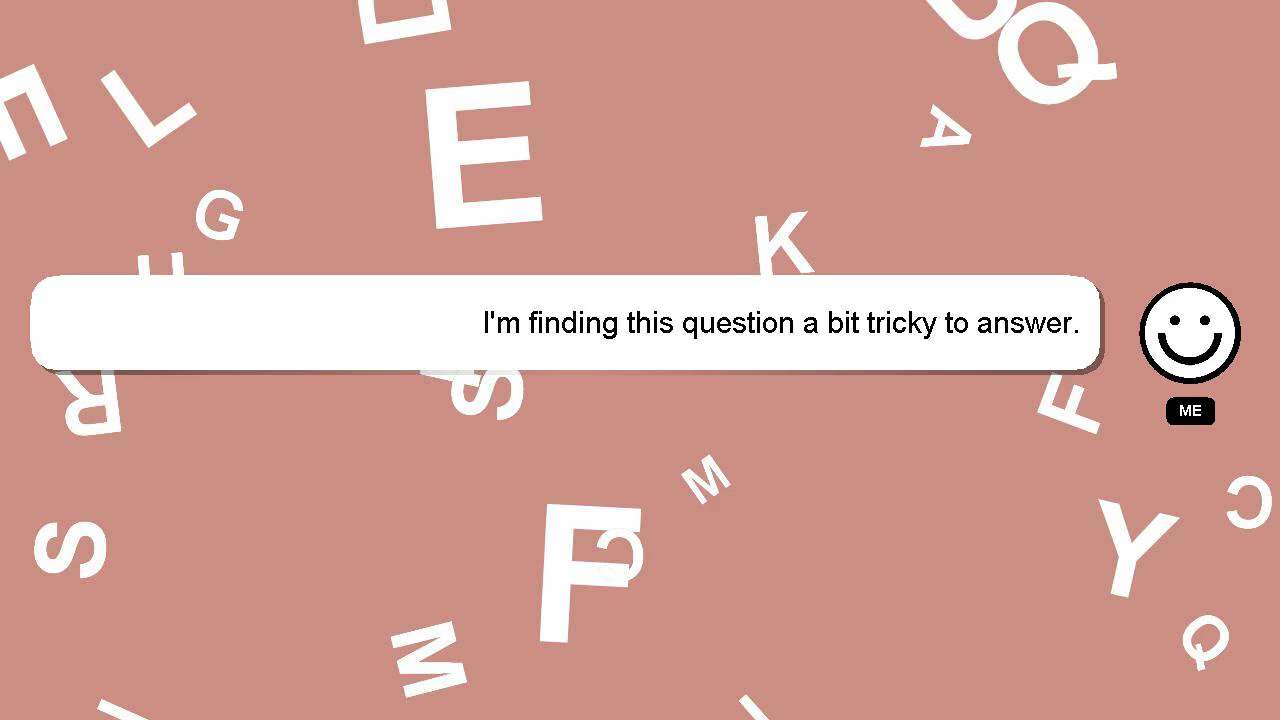 L
E
Q
A
G
K
I'm finding this question a bit tricky to answer.
ME
R
S
F
M
C
S
F
C
Y
Q
M